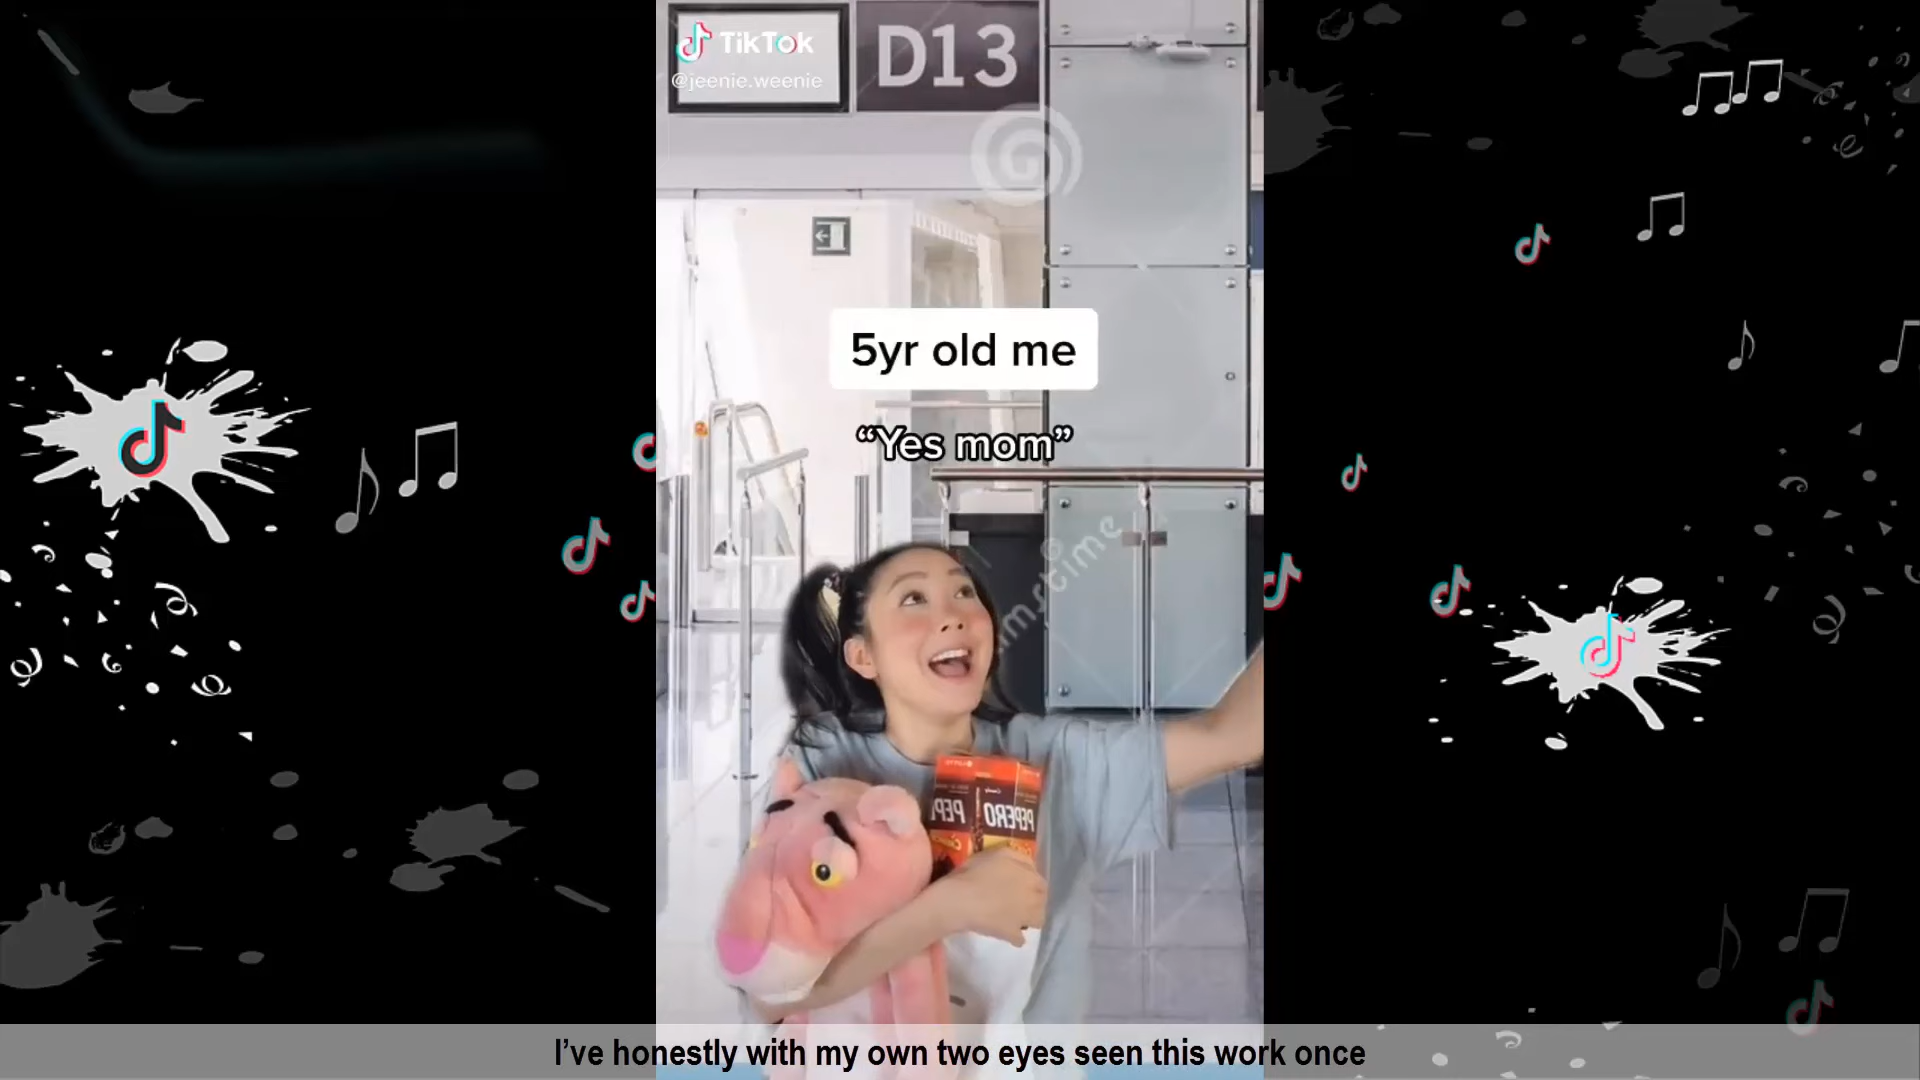 TikTok
@jeenie.weenie
D13
5yr old me
“Yes mom”
PEPERO
I’ve honestly with my own two eyes seen this work once